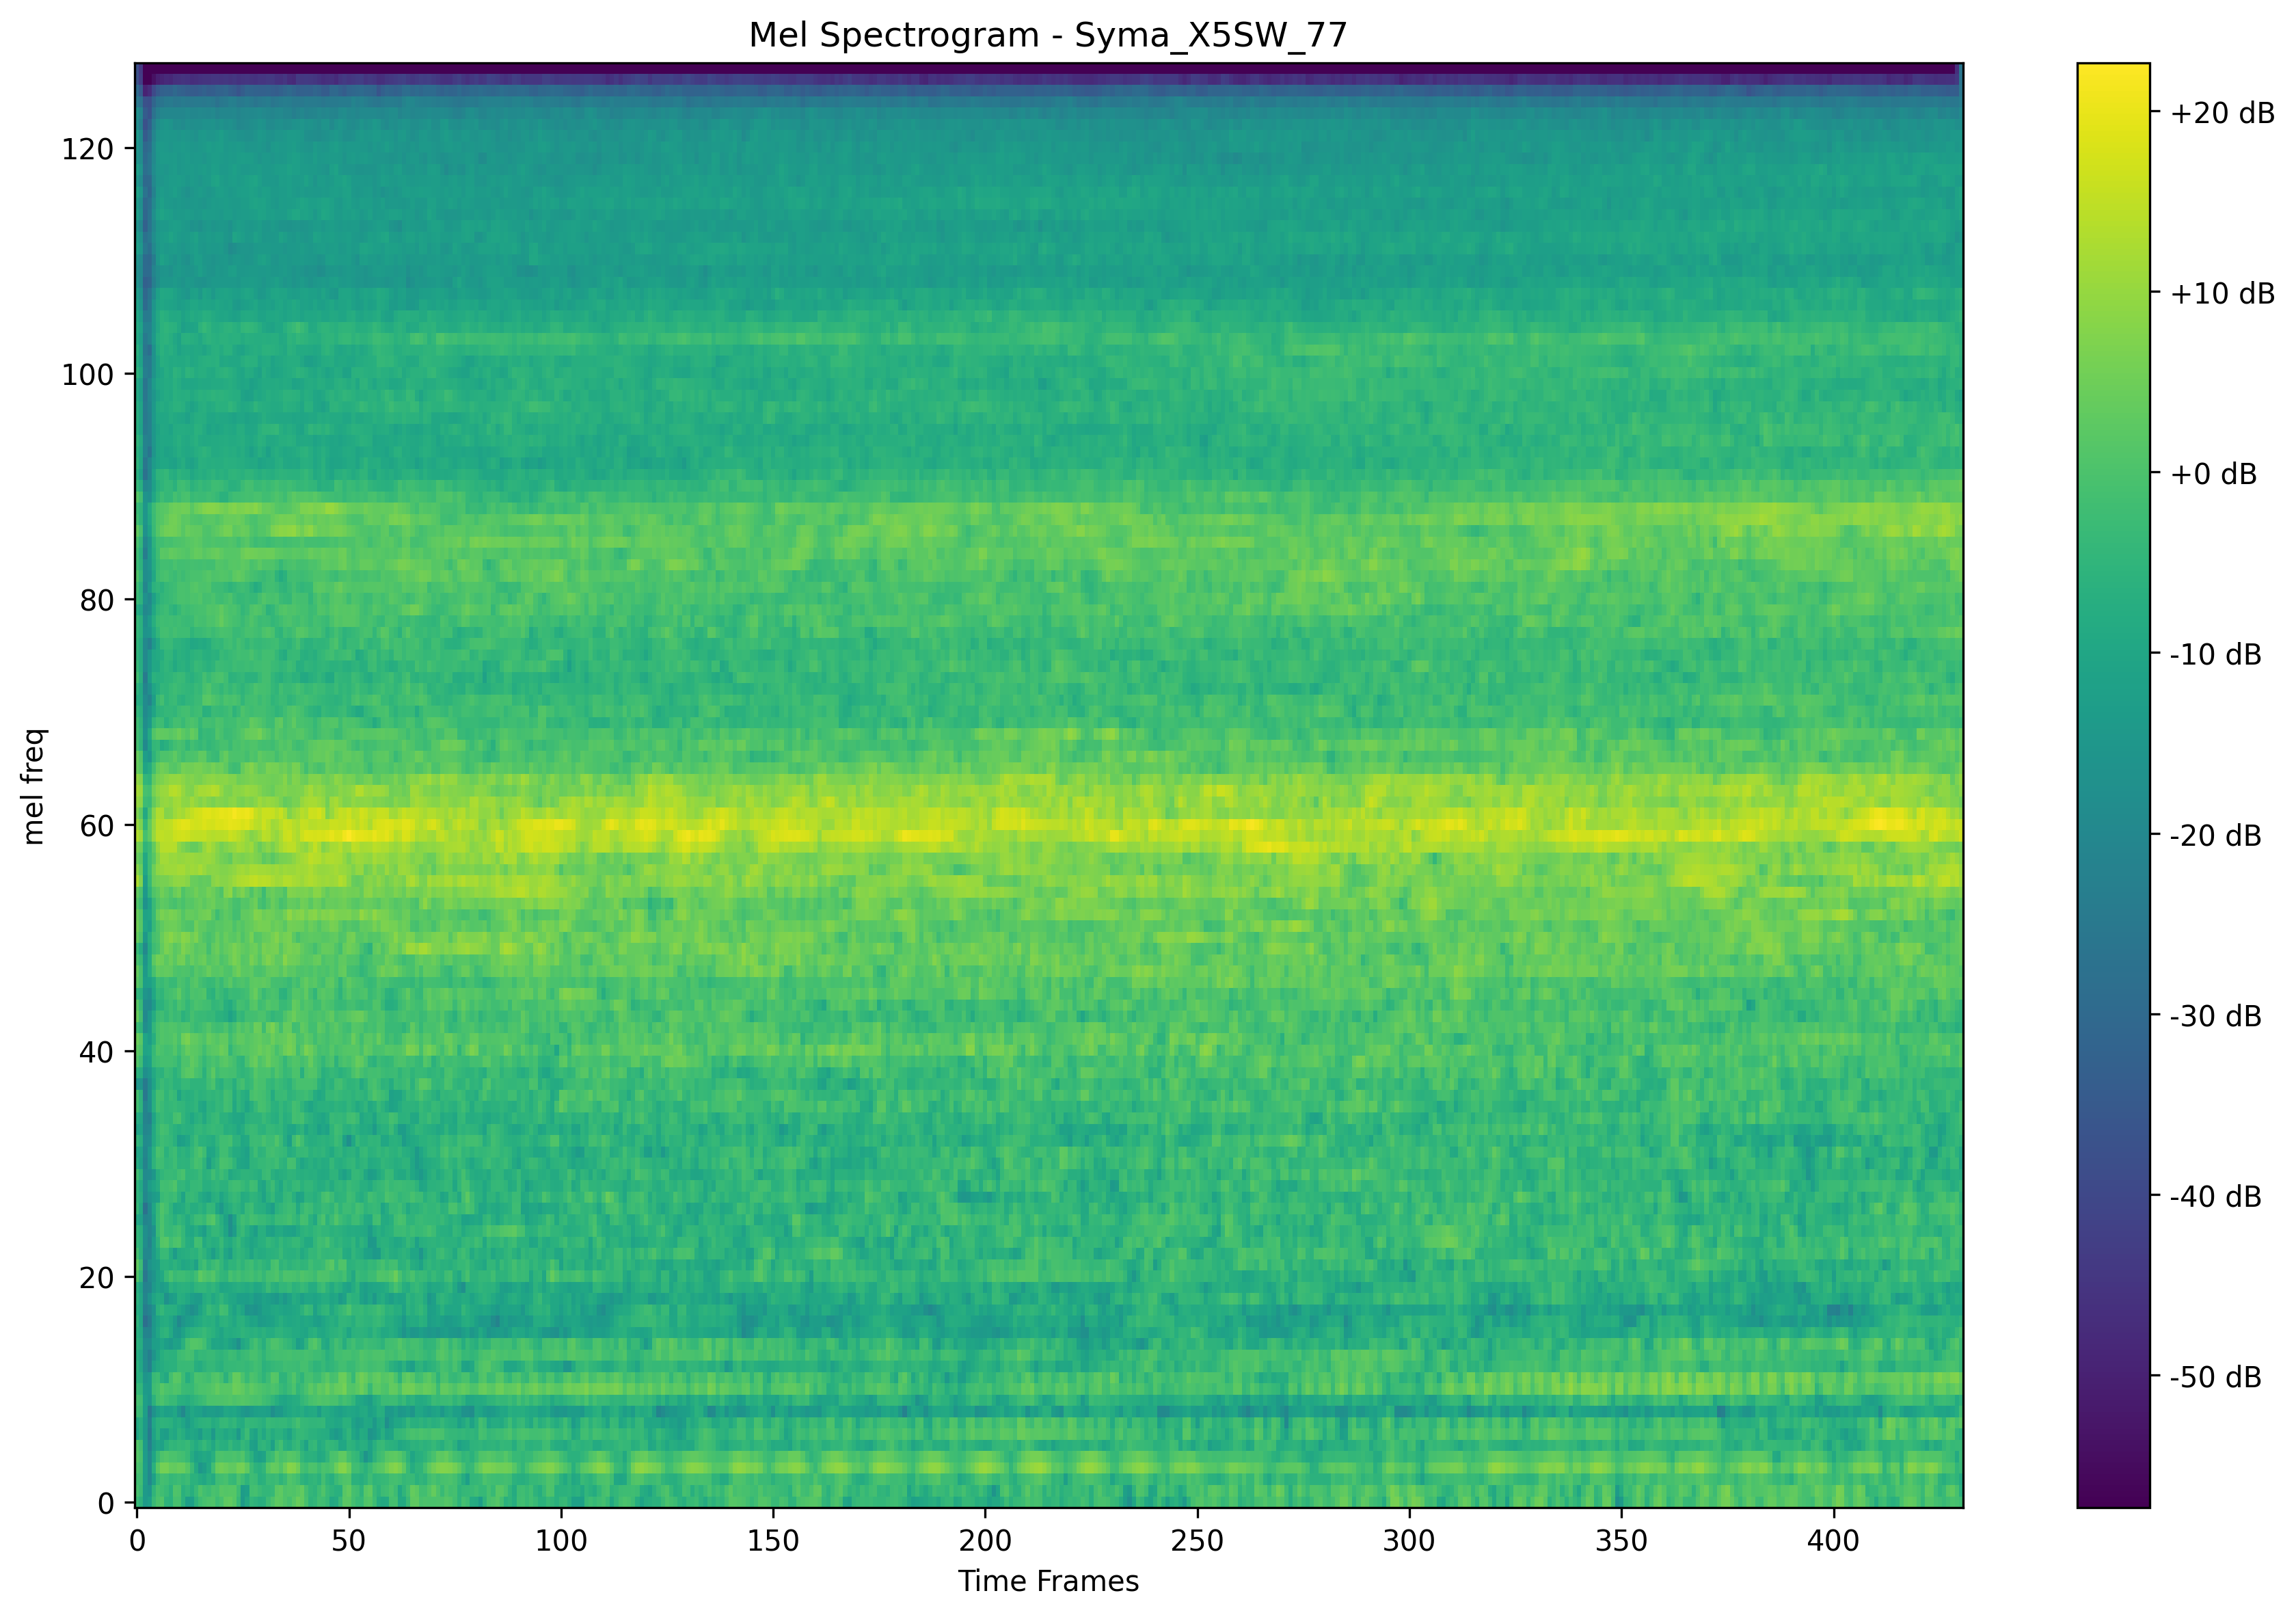 Mel Spectrogram - Syma_X5SW_77
mel freq
120
100
80
60
40
20
0
0 50 100 150 200 250 300 350 400
Time Frames
+20 dB
+10 dB
+0 dB
-10 dB
-20 dB
-30 dB
-40 dB
-50 dB